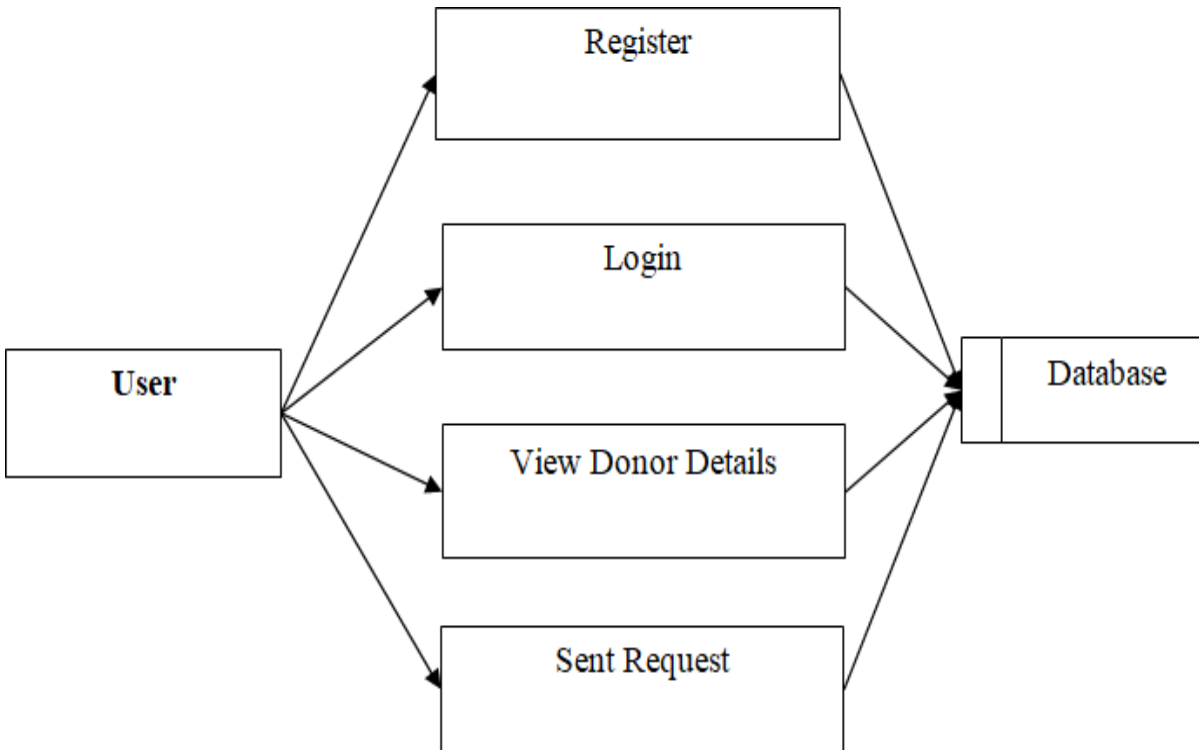 Register
Login
User
Database
View Donor Details
Sent Request